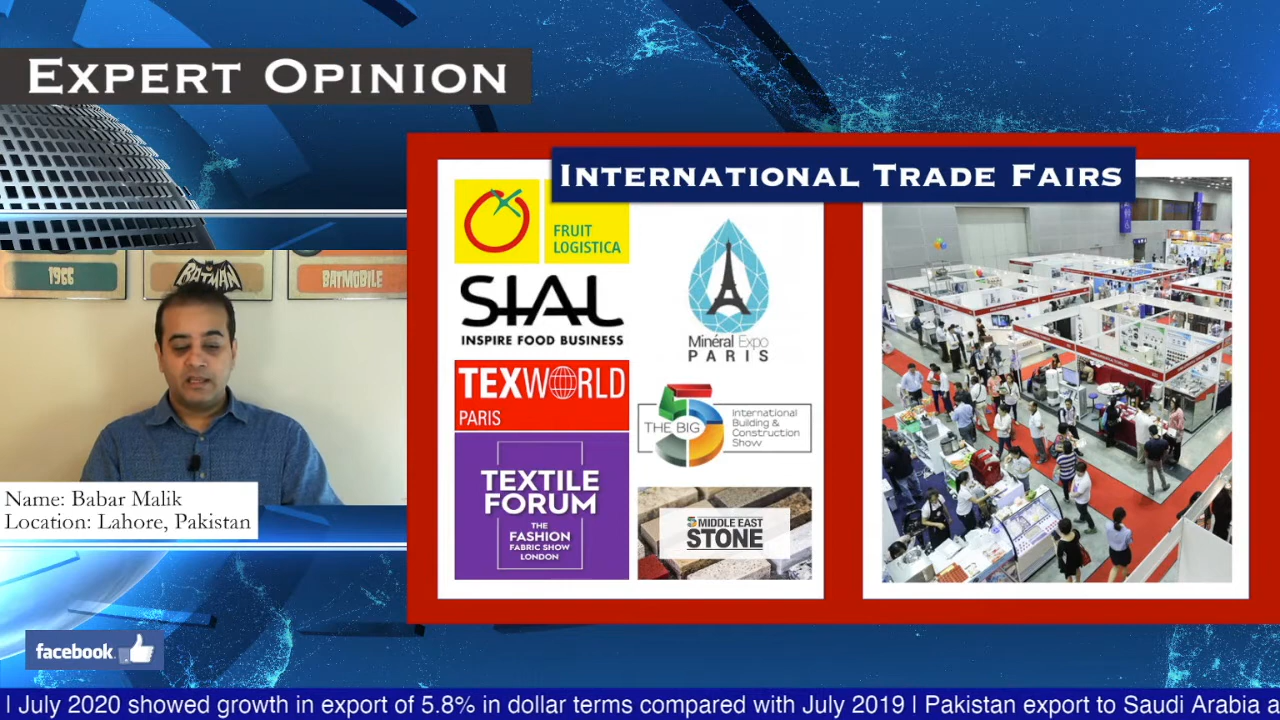 EXPERT OPINION
INTERNATIONAL TRADE FAIRS
1966
BATMAN
BATMOBILE
Name: Babar Malik
Location: Lahore, Pakistan
FRUIT
LOGISTICA
SIAL
INSPIRE FOOD BUSINESS
TEXWORLD
PARIS
TEXTILE
FORUM
THE
FASHION
FABRIC SHOW
LONDON
Minéral Expo
PARIS
THE BIG 5
International
Building &
Construction
Show
MIDDLE EAST
STONE
facebook.
| July 2020 showed growth in export of 5.8% in dollar terms compared with July 2019 | Pakistan export to Saudi Arabia a